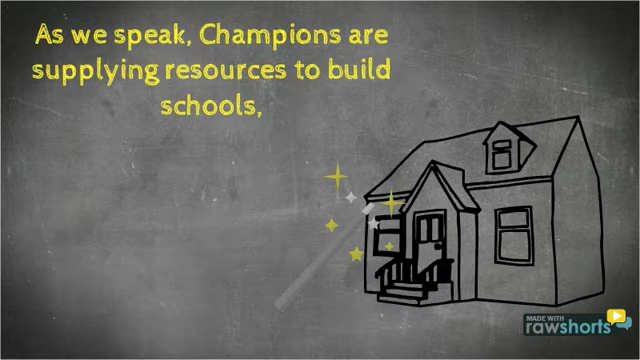 As we speak, Champions are
supplying resources to build
schools,
MADE WITH
rawshorts